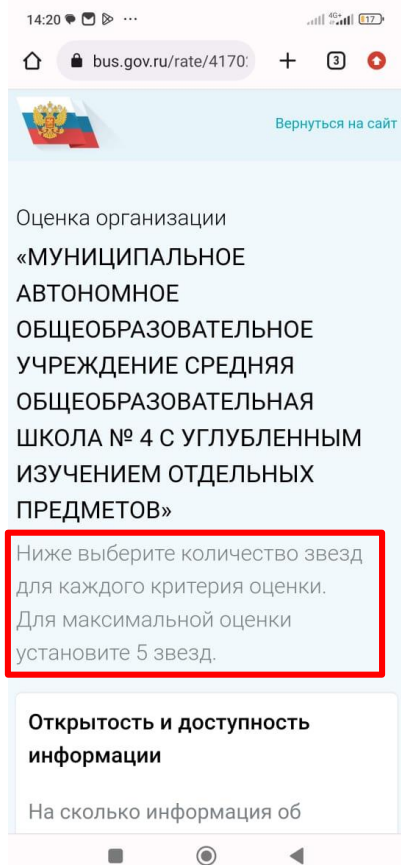 14:20
4G+
17
bus.gov.ru/rate/4170
3
Вернуться на сайт
Оценка организации
«МУНИЦИПАЛЬНОЕ
АВТОНОМНОЕ
ОБЩЕОБРАЗОВАТЕЛЬНОЕ
УЧРЕЖДЕНИЕ СРЕДНЯЯ
ОБЩЕОБРАЗОВАТЕЛЬНАЯ
ШКОЛА № 4 С УГЛУБЛЕННЫМ
ИЗУЧЕНИЕМ ОТДЕЛЬНЫХ
ПРЕДМЕТОВ»
Ниже выберите количество звезд
для каждого критерия оценки.
Для максимальной оценки
установите 5 звезд.
Открытость и доступность
информации
На сколько информация об